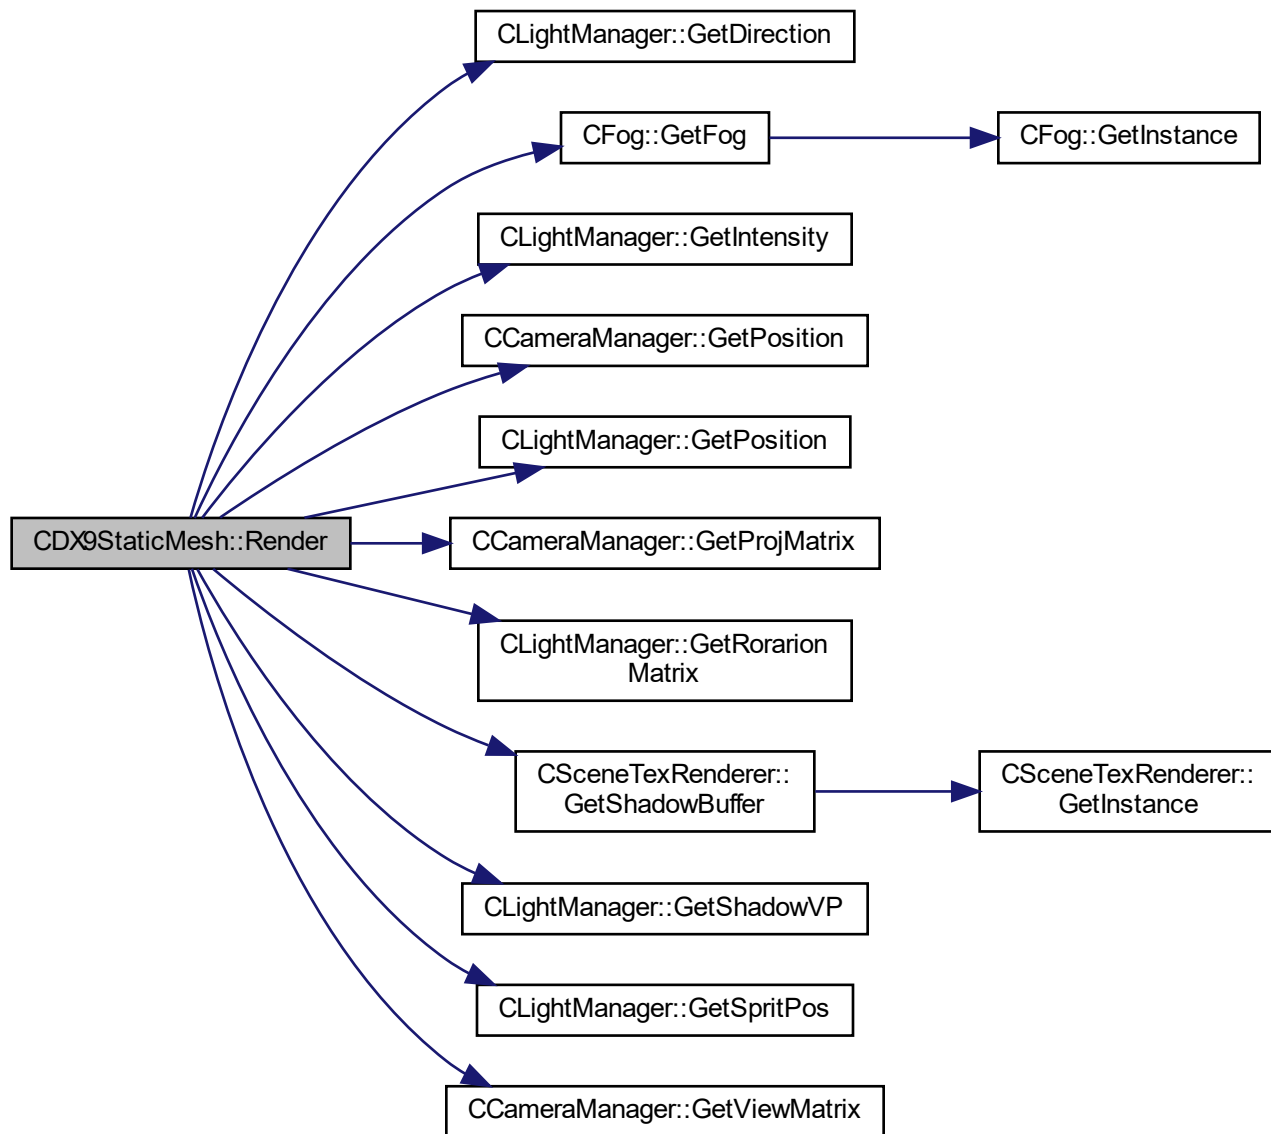 CLightManager::GetDirection
CFog::GetFog
CFog::GetInstance
CLightManager::GetIntensity
CCameraManager::GetPosition
CLightManager::GetPosition
CDX9StaticMesh::Render
CCameraManager::GetProjMatrix
CLightManager::GetRorarion
Matrix
CSceneTexRenderer::
GetShadowBuffer
CSceneTexRenderer::
GetInstance
CLightManager::GetShadowVP
CLightManager::GetSpritPos
CCameraManager::GetViewMatrix